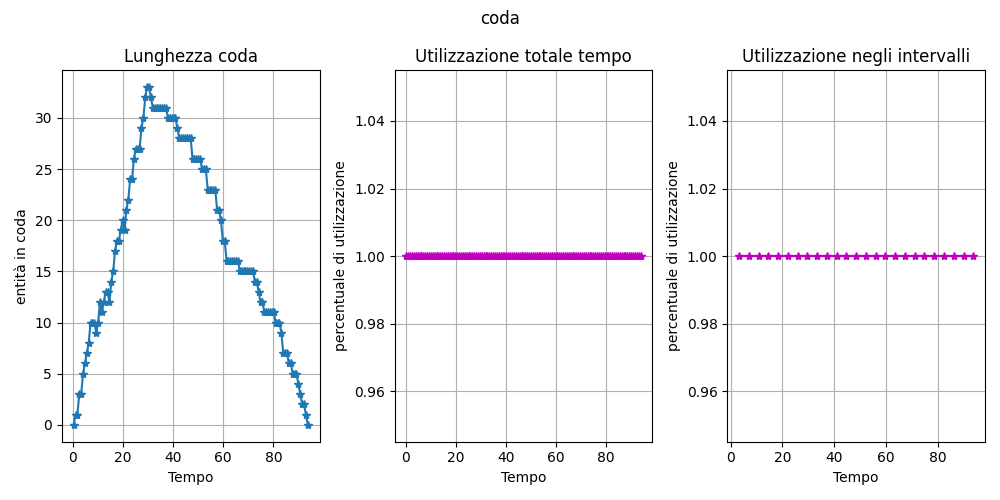 coda
Lunghezza coda
entità in coda
30
25
20
15
10
5
0
0 20 40 60 80
Tempo
Utilizzazione totale tempo
percentuale di utilizzazione
1.04
1.02
1.00
0.98
0.96
0 20 40 60 80
Tempo
Utilizzazione negli intervalli
percentuale di utilizzazione
1.04
1.02
1.00
0.98
0.96
0 20 40 60 80
Tempo